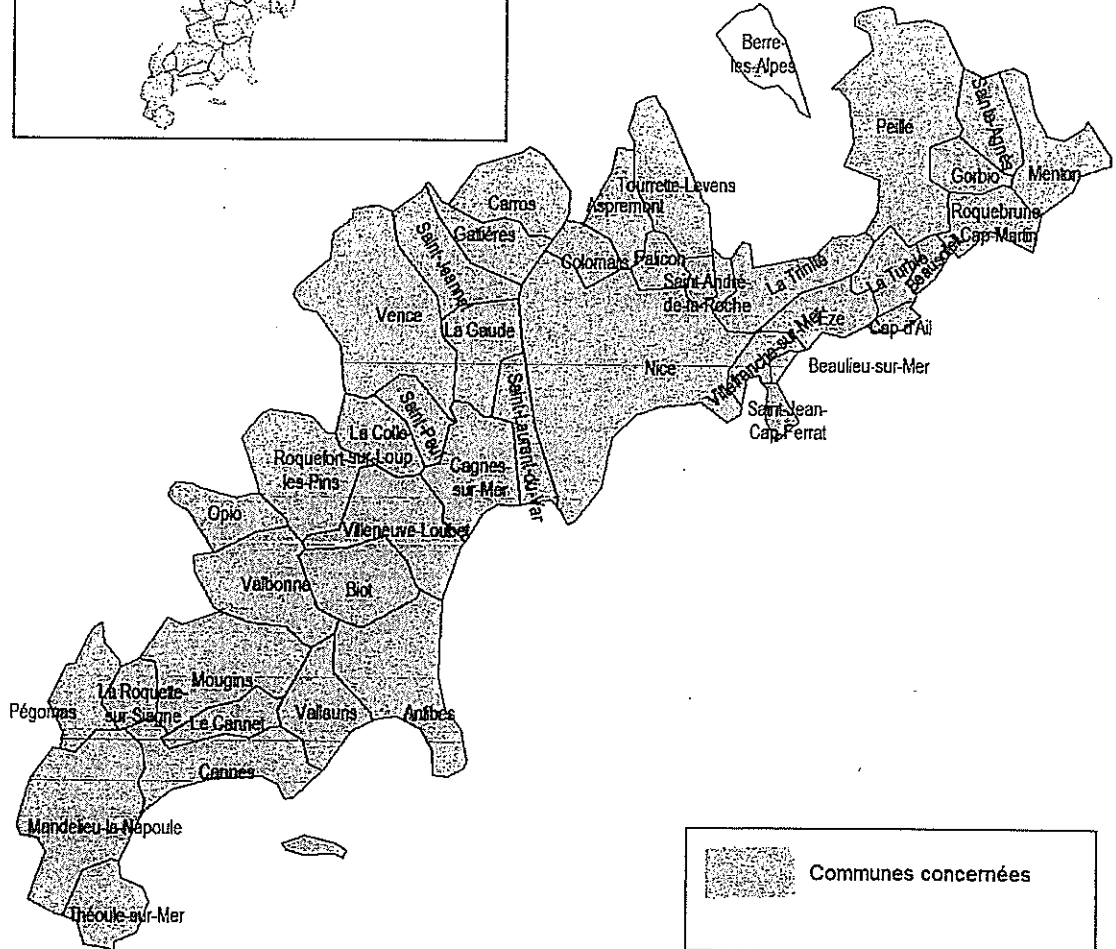 Berre-
les-Alpes
Peille
Sainte-Agnès
Gorbio
Menton
Roquebrune
Cap-Martin
Tourrette-Levens
Aspremont
Carros
Gattières
Saint-Jeannet
Colomars
Falicon
Saint-André-
de-la-Roche
La Trinité
La Turbie
Beausoleil
Vence
La Gaude
Eze
Cap-d'Ail
Nice
Villefranche-sur-Mer
Beaulieu-sur-Mer
Saint-Jean-
Cap-Ferrat
Saint-Laurent-du-Var
Saint-Paul
La Colle-
sur-Loup
Roquefort-
les-Pins
Cagnes-
sur-Mer
Opio
Villeneuve-Loubet
Valbonne
Biot
Mougins
La Roquette-
sur-Siagne
Pégomas
Le Cannet
Vallauris
Antibes
Cannes
Mandelieu-la-Napoule
Théoule-sur-Mer
Communes concernées